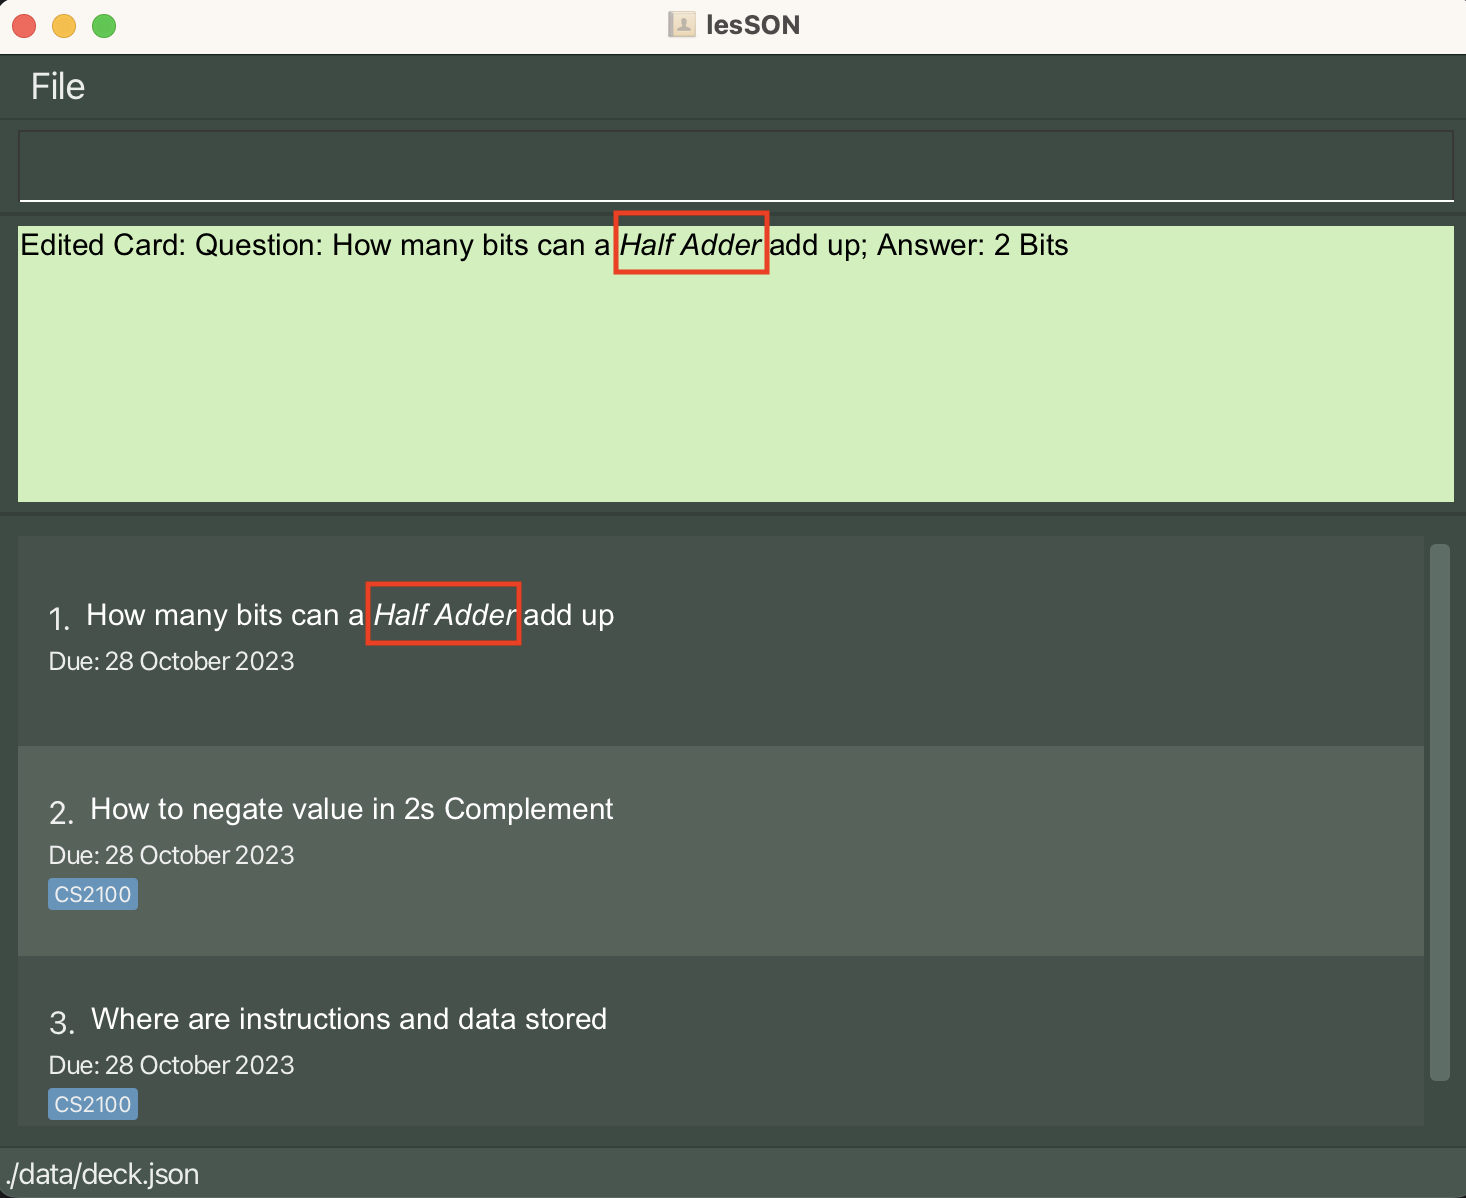 lesSON
File
Edited Card: Question: How many bits can a Half Adder add up; Answer: 2 Bits
1. How many bits can a Half Adder add up
Due: 28 October 2023
2. How to negate value in 2s Complement
Due: 28 October 2023
CS2100
3. Where are instructions and data stored
Due: 28 October 2023
CS2100
./data/deck.json